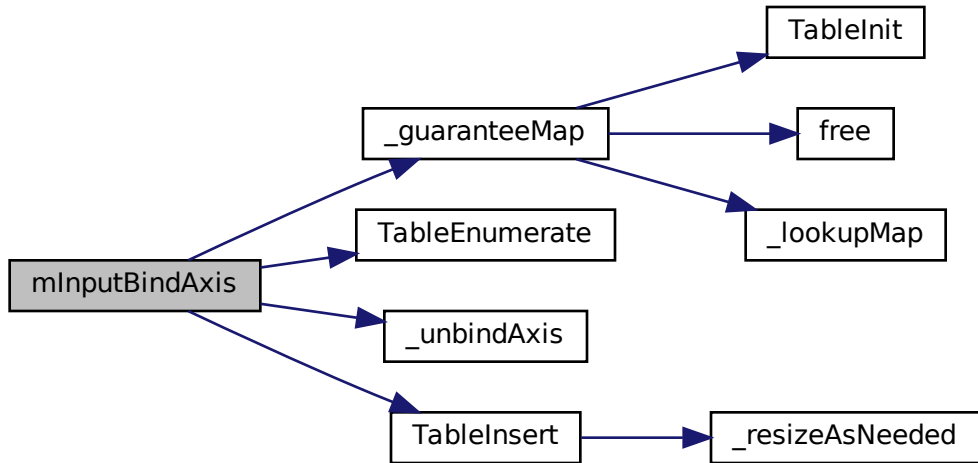 TableInit
_guaranteeMap
free
_lookupMap
TableEnumerate
mInputBindAxis
_unbindAxis
TableInsert
_resizeAsNeeded